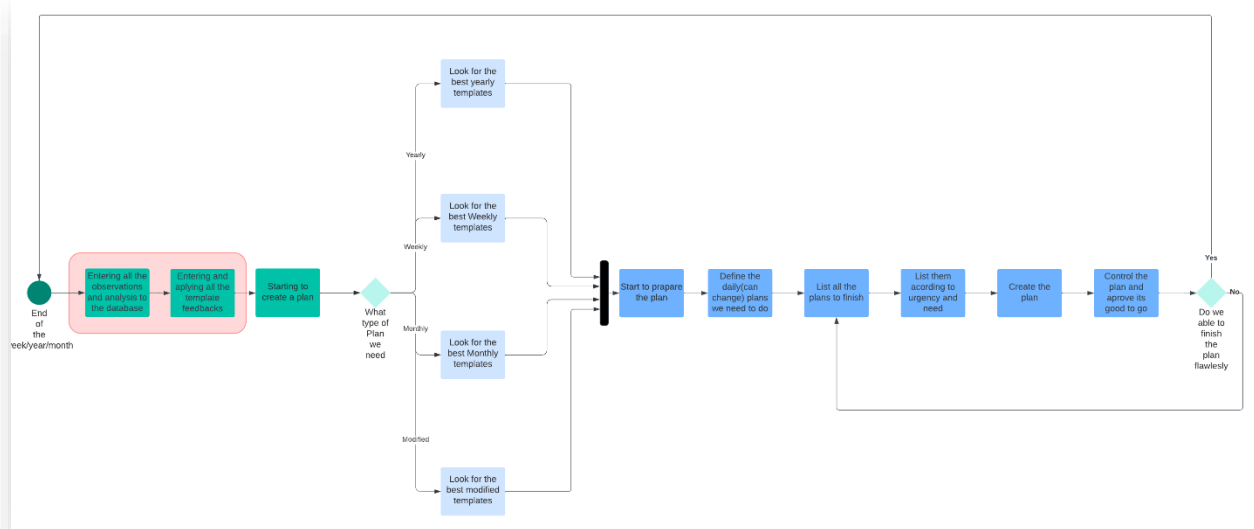 Look for the
best yearly
templates
Yearly
Look for the
best Weekly
templates
Weekly
End
of
the
eek/year/month
Entering all the
observations
and analysis to
the database
Entering and
aplying all the
template
feedbacks
Starting to
create a plan
What
type of
Plan
we
need
Monthly
Look for the
best Monthly
templates
Modified
Look for the
best modified
templates
Start to prapare
the plan
Define the
daily(can
change) plans
we need to do
List all the
plans to finish
List them
acording to
urgency and
need
Create the
plan
Control the
plan and
aprove its
good to go
Yes
No
Do we
able to
finish
the
plan
flawlesly